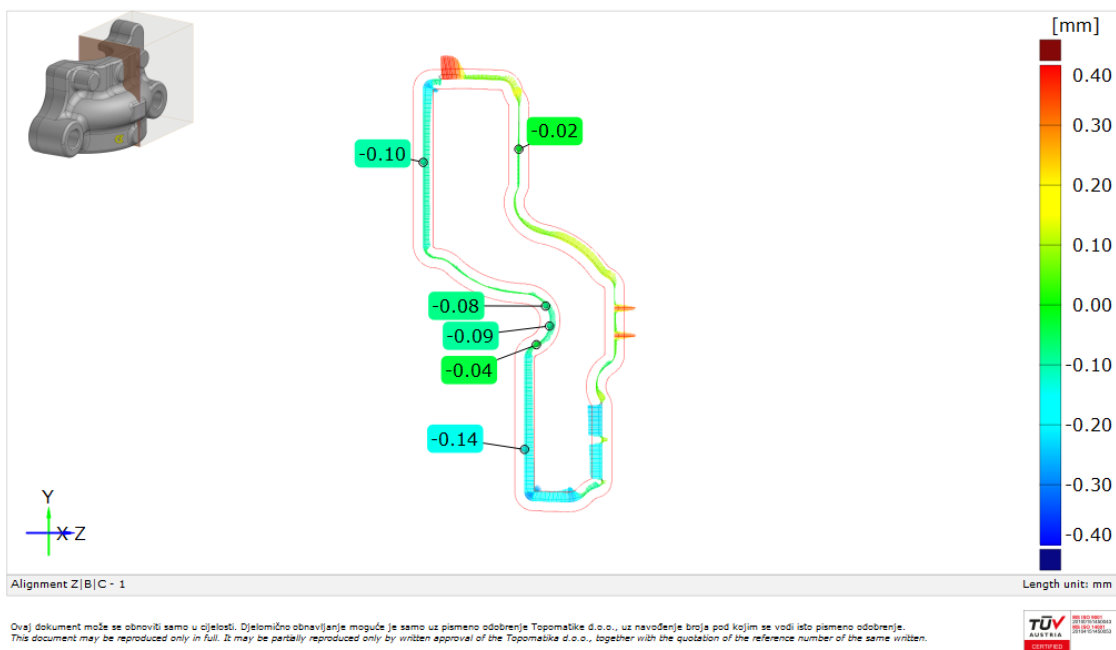 [mm]
0.40
0.30
0.20
0.10
0.00
-0.10
-0.20
-0.30
-0.40
-0.02
-0.10
-0.08
-0.09
-0.04
-0.14
Y
X Z
Alignment Z|B|C - 1
Length unit: mm
Ovaj dokument može se obnoviti samo u cijelosti. Djelomično obnavljanje moguće je samo uz pismeno odobrenje Topomatike d.o.o., uz navođenje broja pod kojim se vodi isto pismeno odobrenje.
This document may be reproduced only in full. It may be partially reproduced only by written approval of the Topomatika d.o.o., together with the quotation of the reference number of the same written.
TÜV
AUSTRIA
CERTIFIED